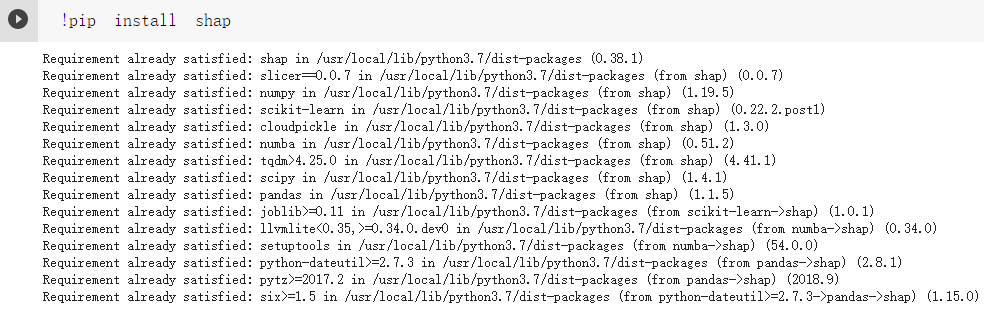 !pip install shap
Requirement already satisfied: shap in /usr/local/lib/python3.7/dist-packages (0.38.1)
Requirement already satisfied: slicer==0.0.7 in /usr/local/lib/python3.7/dist-packages (from shap) (0.0.7)
Requirement already satisfied: numpy in /usr/local/lib/python3.7/dist-packages (from shap) (1.19.5)
Requirement already satisfied: scikit-learn in /usr/local/lib/python3.7/dist-packages (from shap) (0.22.2.post1)
Requirement already satisfied: cloudpickle in /usr/local/lib/python3.7/dist-packages (from shap) (1.3.0)
Requirement already satisfied: numba in /usr/local/lib/python3.7/dist-packages (from shap) (0.51.2)
Requirement already satisfied: tqdm>4.25.0 in /usr/local/lib/python3.7/dist-packages (from shap) (4.41.1)
Requirement already satisfied: scipy in /usr/local/lib/python3.7/dist-packages (from shap) (1.4.1)
Requirement already satisfied: pandas in /usr/local/lib/python3.7/dist-packages (from shap) (1.1.5)
Requirement already satisfied: joblib>=0.11 in /usr/local/lib/python3.7/dist-packages (from scikit-learn->shap) (1.0.1)
Requirement already satisfied: llvmlite<0.35,>=0.34.0.dev0 in /usr/local/lib/python3.7/dist-packages (from numba->shap) (0.34.0)
Requirement already satisfied: setuptools in /usr/local/lib/python3.7/dist-packages (from numba->shap) (54.0.0)
Requirement already satisfied: python-dateutil>=2.7.3 in /usr/local/lib/python3.7/dist-packages (from pandas->shap) (2.8.1)
Requirement already satisfied: pytz>=2017.2 in /usr/local/lib/python3.7/dist-packages (from pandas->shap) (2018.9)
Requirement already satisfied: six>=1.5 in /usr/local/lib/python3.7/dist-packages (from python-dateutil>=2.7.3->pandas->shap) (1.15.0)